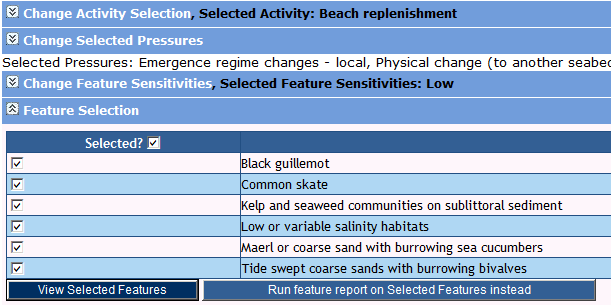 Change Activity Selection, Selected Activity: Beach replenishment
Change Selected Pressures
Selected Pressures: Emergence regime changes - local, Physical change (to another seabed
Change Feature Sensitivities, Selected Feature Sensitivities: Low
Feature Selection
Selected?
Black guillemot
Common skate
Kelp and seaweed communities on sublittoral sediment
Low or variable salinity habitats
Maerl or coarse sand with burrowing sea cucumbers
Tide swept coarse sands with burrowing bivalves
View Selected Features Run feature report on Selected Features instead